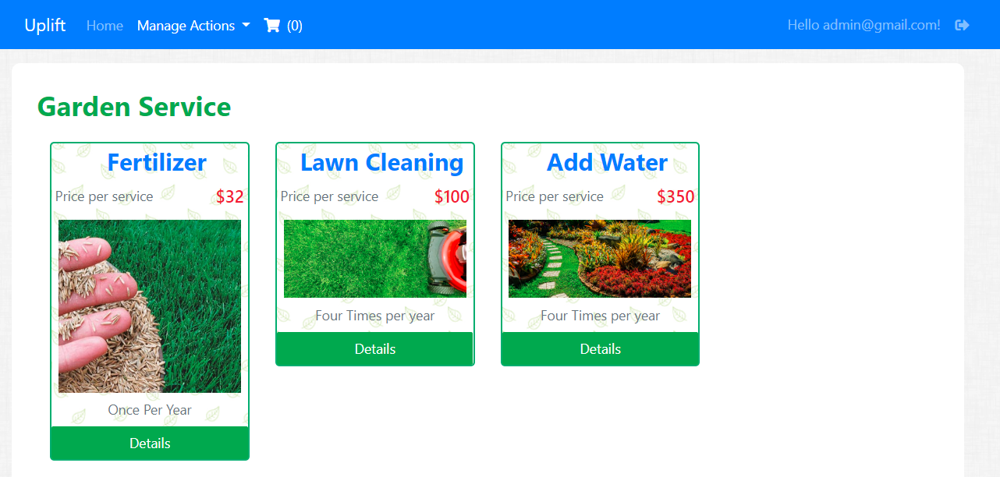 Uplift Home Manage Actions (0) Hello admin@gmail.com!
Garden Service
Fertilizer
Price per service $32
Once Per Year
Details
Lawn Cleaning
Price per service $100
Four Times per year
Details
Add Water
Price per service $350
Four Times per year
Details